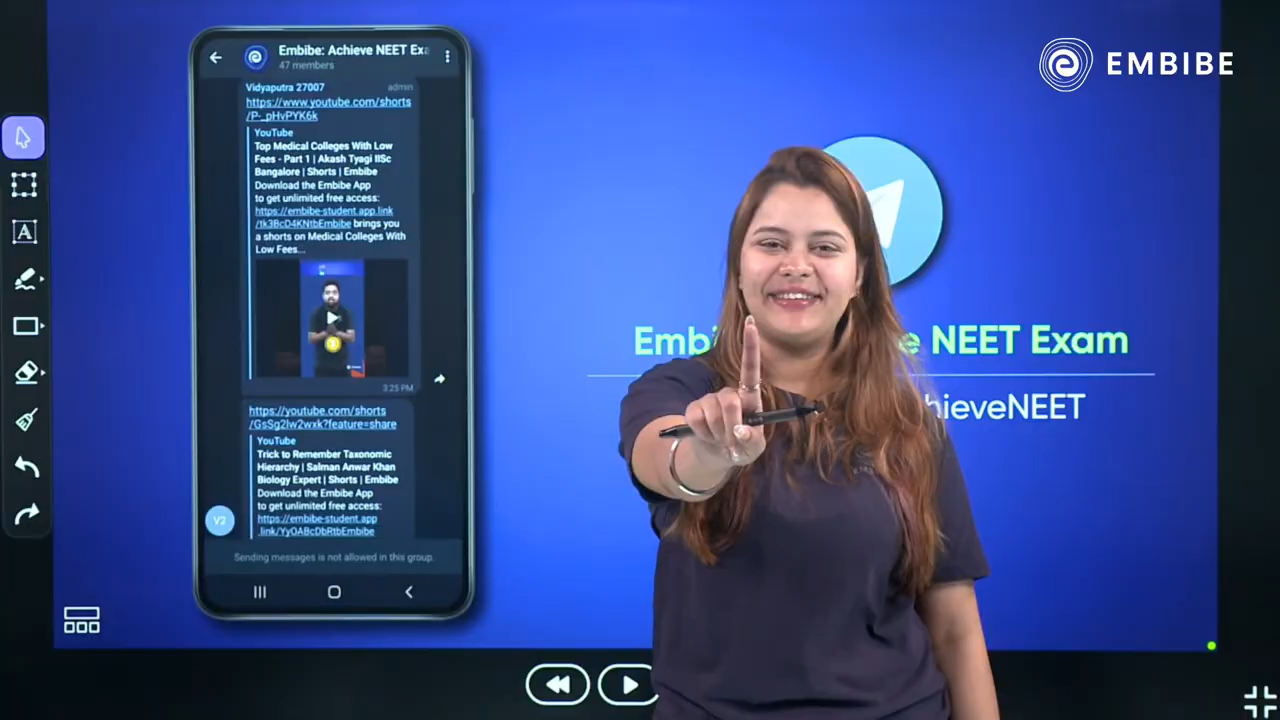 Embibe: Achieve NEET Exa
47 members
Vidyaputra 27007
admin
https://www.youtube.com/shorts
/P-_pHvPYK6k
YouTube
Top Medical Colleges With Low
Fees - Part 1 | Akash Tyagi IISc
Bangalore | Shorts | Embibe
Download the Embibe App
to get unlimited free access:
https://embibe-student.app.link
/tk3BcD4KNtbEmbibe brings you
a shorts on Medical Colleges With
Low Fees...
3:25 PM
https://youtube.com/shorts
/GsSg2Iw2wxk?feature=share
YouTube
Trick to Remember Taxonomic
Hierarchy | Salman Anwar Khan
Biology Expert | Shorts | Embibe
Download the Embibe App
to get unlimited free access:
https://embibe-student.app
.link/YyOABcDbRtbEmbibe
V2
Sending messages is not allowed in this group.
EMBIBE
Embi e NEET Exam
hieveNEET
A